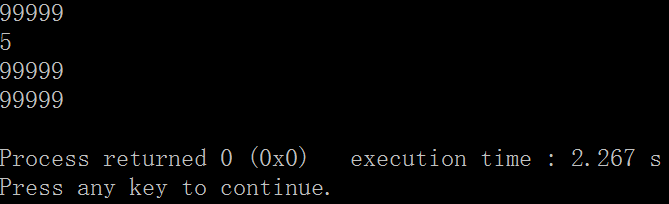 99999
5
99999
99999
Process returned 0 (0x0)   execution time : 2.267 s
Press any key to continue.